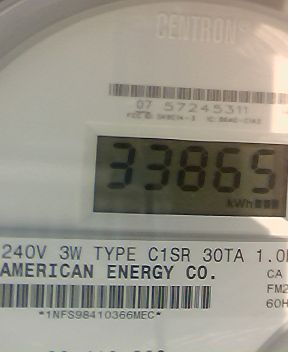 CENTRON
07 57245311
33865
kWh
240V 3W TYPE C1SR 30TA 1.0
AMERICAN ENERGY CO.
CA
FM2
60H
*1NFS98410366MEC*